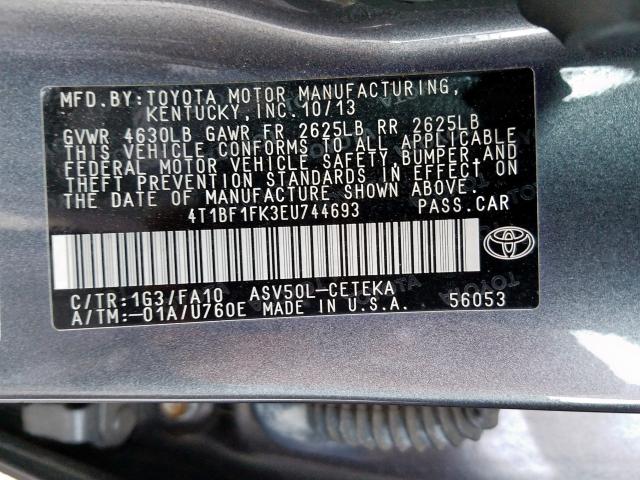 MFD. BY: TOYOTA MOTOR MANUFACTURING,
KENTUCKY, INC. 10/13
GVWR 4630LB GAWR FR 2625LB RR 2625LB
THIS VEHICLE CONFORMS TO ALL APPLICABLE
FEDERAL MOTOR VEHICLE SAFETY, BUMPER, AND
THEFT PREVENTION STANDARDS IN EFFECT ON
THE DATE OF MANUFACTURE SHOWN ABOVE.
4T1BF1FK3EU744693 PASS. CAR
C/TR: 1G3/FA10 ASV50L-CETEKA
A/TM: -01A/U760E MADE IN U.S.A. 56053